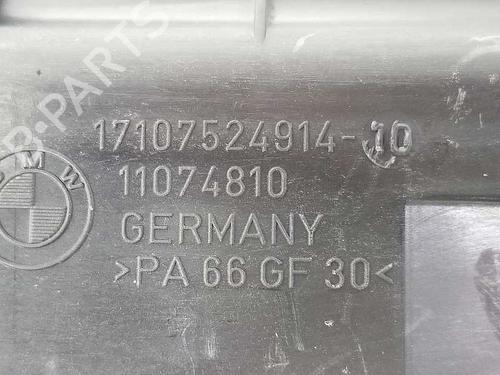 B-PARTS
17107524914-10
11074810
BMW
GERMANY
>PA 66 GF 30<